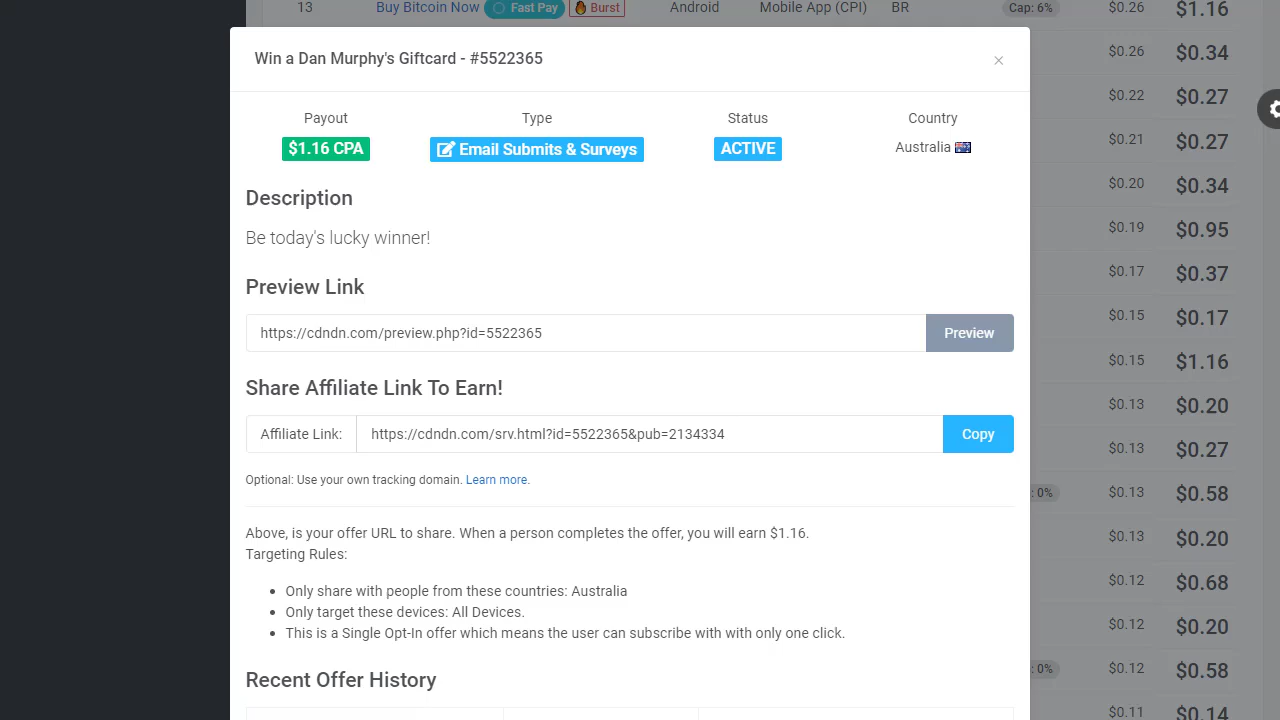 13 Buy Bitcoin Now Fast Pay Burst Android Mobile App (CPI) BR Cap: 6% $0.26 $1.16
Win a Dan Murphy's Giftcard - #5522365 ×
$0.26 $0.34
$0.22 $0.27
Payout Type Status Country
$1.16 CPA Email Submits & Surveys ACTIVE Australia
$0.21 $0.27
$0.20 $0.34
Description
Be today's lucky winner!
$0.19 $0.95
$0.17 $0.37
Preview Link
https://cdndn.com/preview.php?id=5522365 Preview
$0.15 $0.17
$0.15 $1.16
Share Affiliate Link To Earn!
$0.13 $0.20
Affiliate Link: https://cdndn.com/srv.html?id=5522365&pub=2134334 Copy
$0.13 $0.27
Optional: Use your own tracking domain. Learn more.
: 0% $0.13 $0.58
Above, is your offer URL to share. When a person completes the offer, you will earn $1.16.
$0.13 $0.20
Targeting Rules:
Only share with people from these countries: Australia
$0.12 $0.68
Only target these devices: All Devices.
$0.12 $0.20
This is a Single Opt-In offer which means the user can subscribe with with only one click.
: 0% $0.12 $0.58
Recent Offer History
$0.11 $0.14